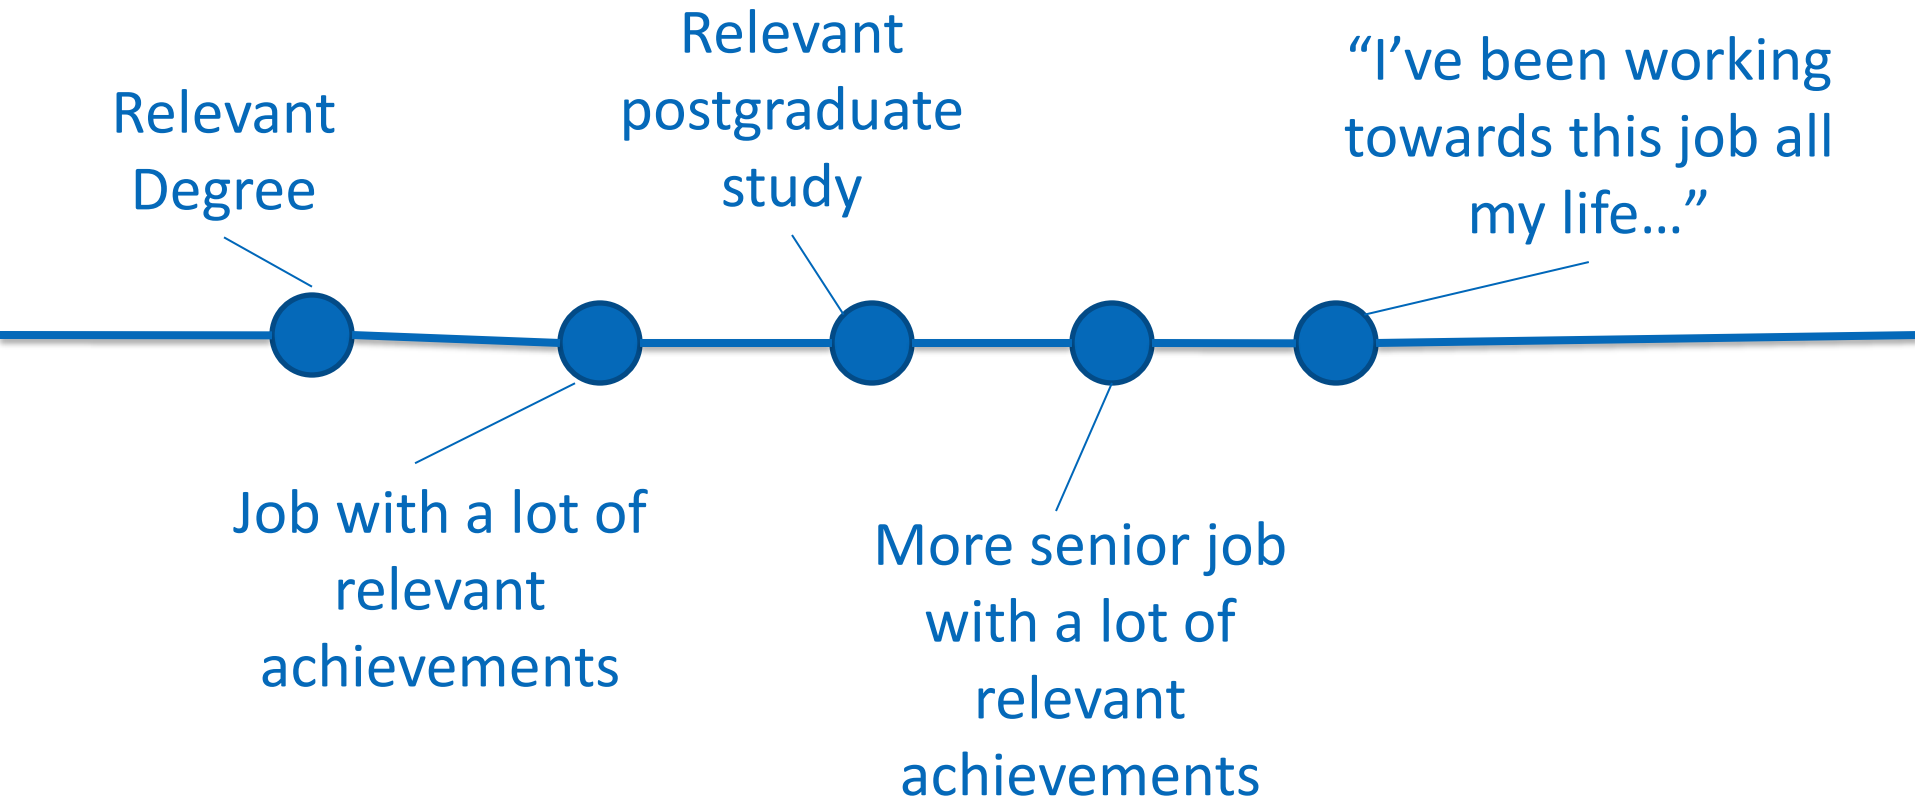 Relevant
Degree
Job with a lot of
relevant
achievements
Relevant
postgraduate
study
More senior job
with a lot of
relevant
achievements
“I’ve been working
towards this job all
my life…”